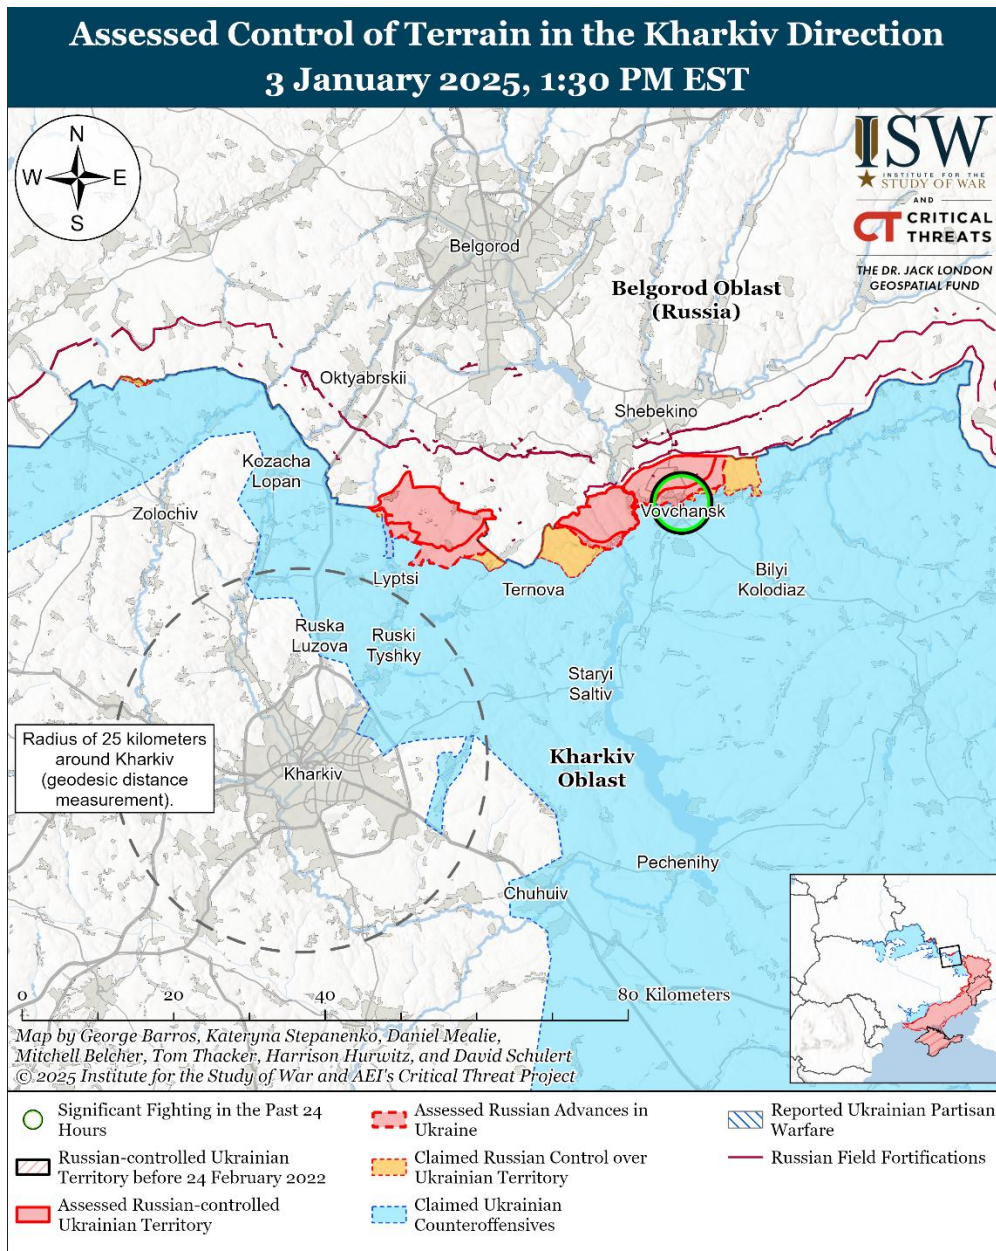 Assessed Control of Terrain in the Kharkiv Direction
3 January 2025, 1:30 PM EST
N
W
E
S
ISW
INSTITUTE FOR THE
STUDY OF WAR
AND
CT CRITICAL
THREATS
THE DR. JACK LONDON
GEOSPATIAL FUND
Belgorod
Belgorod Oblast
(Russia)
Oktyabrskii
Shebekino
Kozacha
Lopan
Zolochiv
Vovchansk
Lyptsi
Ternova
Bilyi
Kolodiaz
Ruska
Luzova
Ruski
Tyshky
Staryi
Saltiv
Radius of 25 kilometers
around Kharkiv
(geodesic distance
measurement).
Kharkiv
Kharkiv
Oblast
Pechenihy
Chuhuiv
0
20
40
80 Kilometers
Map by George Barros, Kateryna Stepanenko, Daniel Mealie,
Mitchell Belcher, Tom Thacker, Harrison Hurwitz, and David Schulert
© 2025 Institute for the Study of War and AEI's Critical Threat Project
Significant Fighting in the Past 24
Hours
Russian-controlled Ukrainian
Territory before 24 February 2022
Assessed Russian-controlled
Ukrainian Territory
Assessed Russian Advances in
Ukraine
Claimed Russian Control over
Ukrainian Territory
Claimed Ukrainian
Counteroffensives
Reported Ukrainian Partisan
Warfare
Russian Field Fortifications